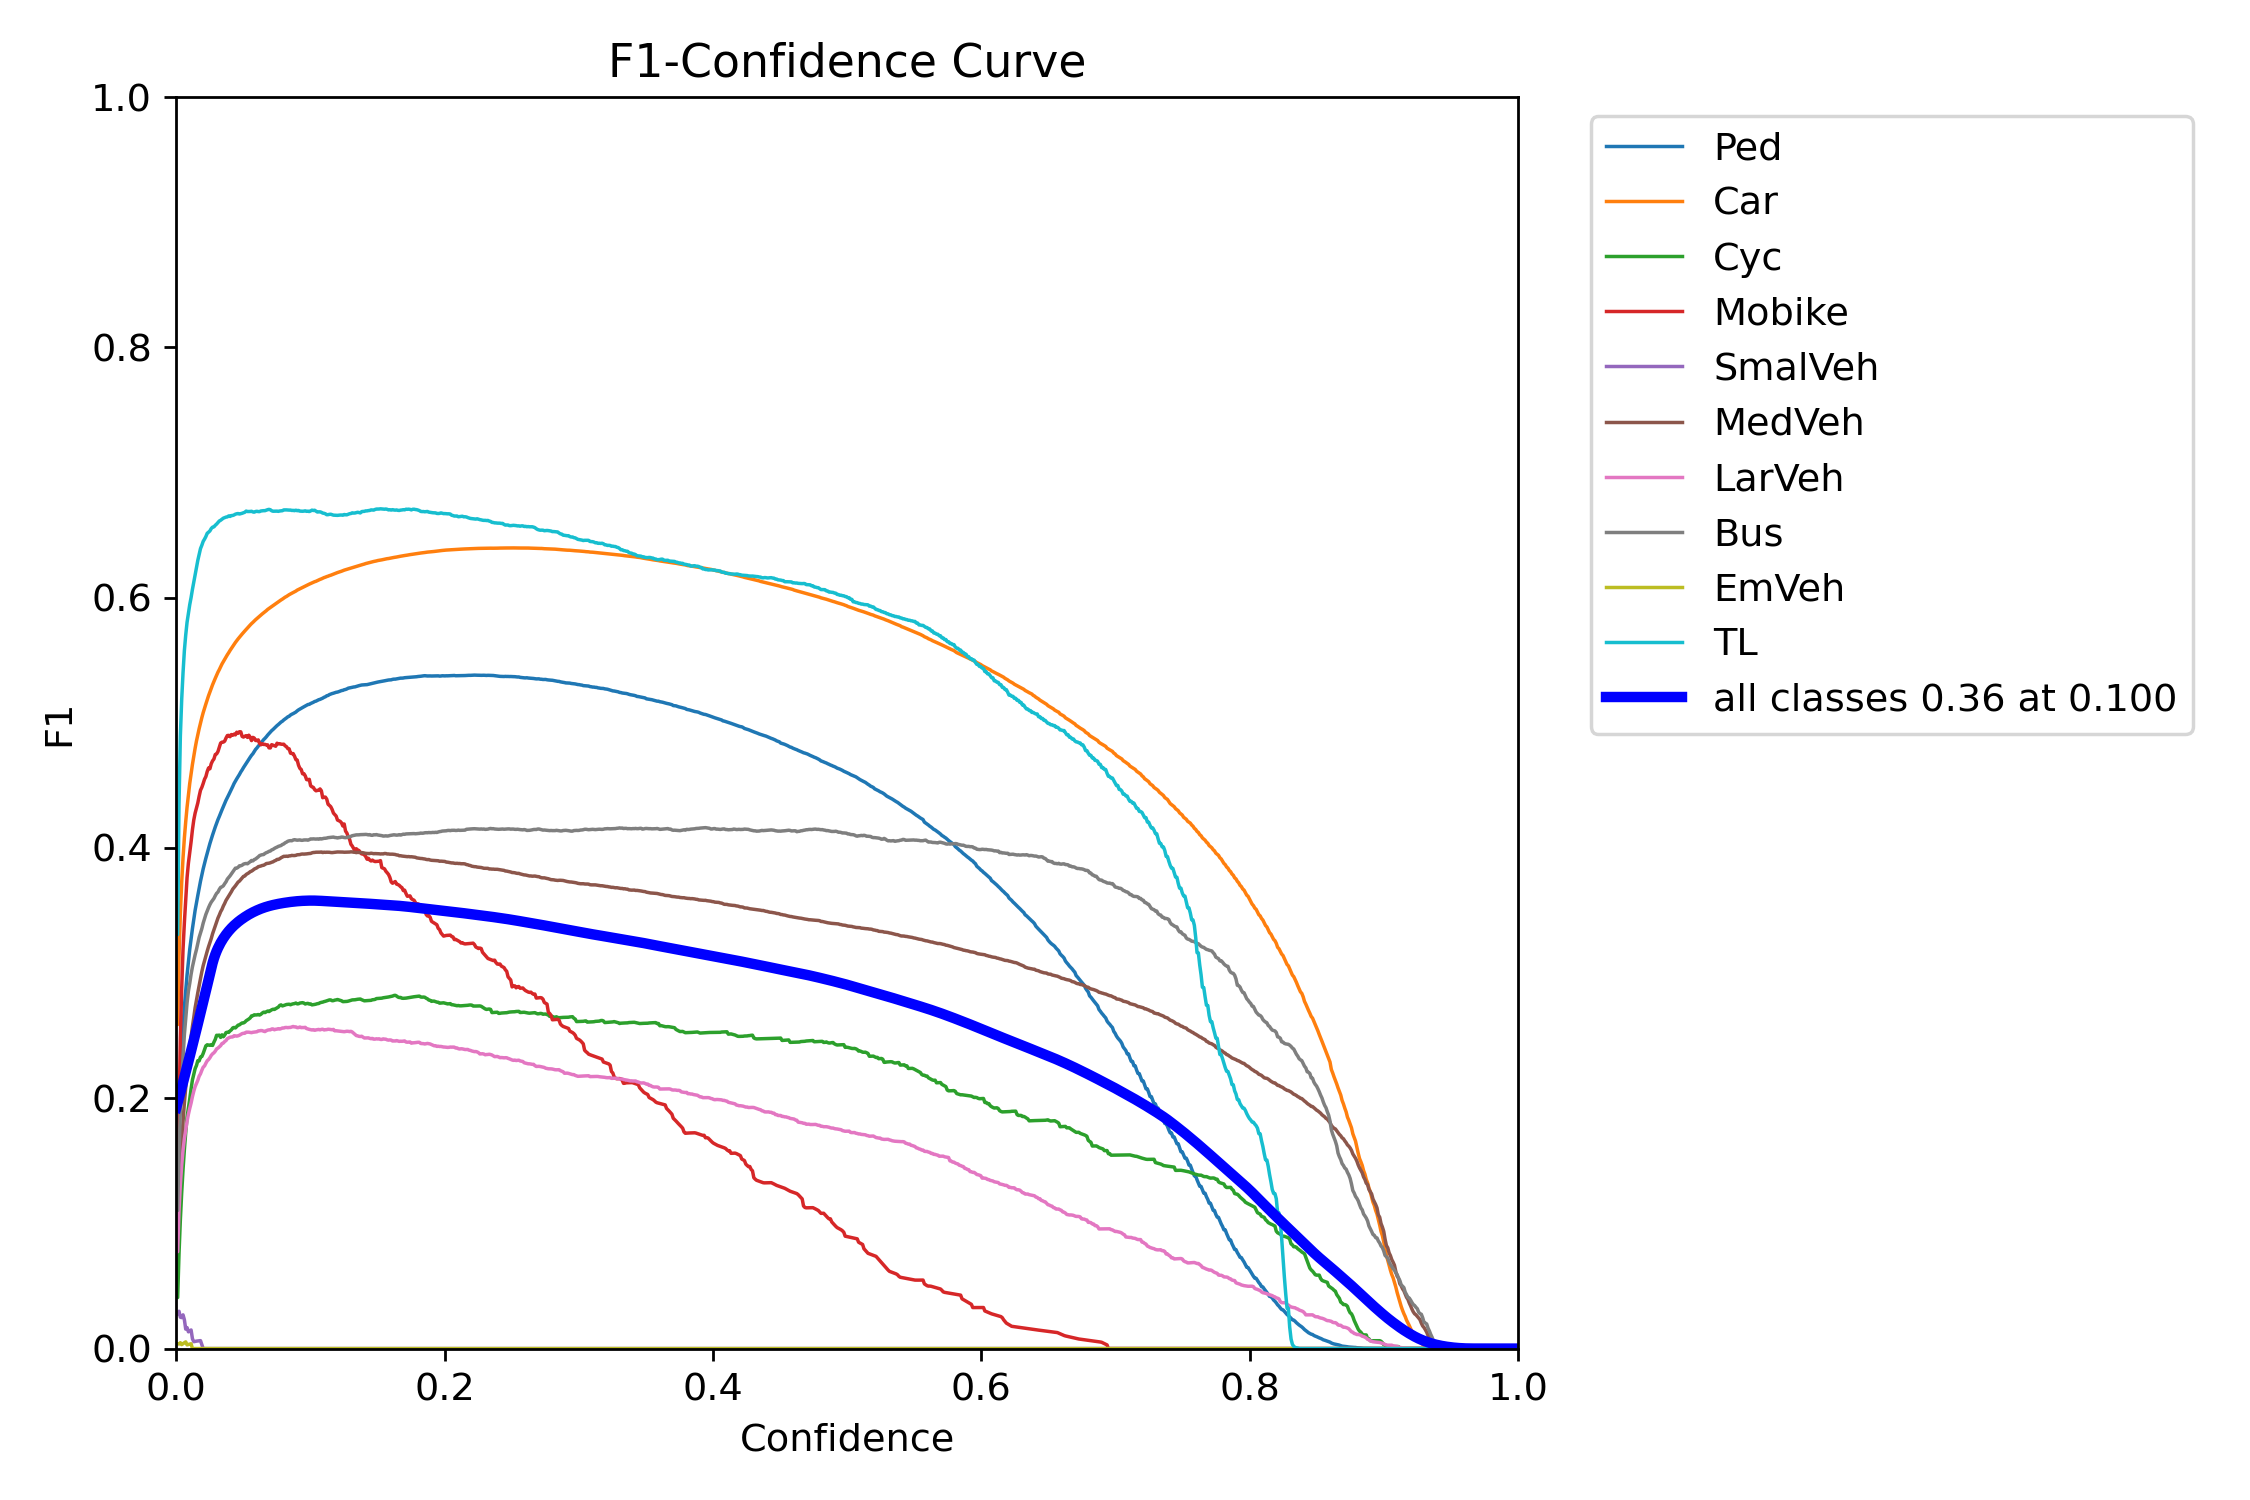 F1-Confidence Curve
1.0
0.8
0.6
0.4
0.2
0.0
F1
0.0 0.2 0.4 0.6 0.8 1.0
Confidence
Ped
Car
Cyc
Mobike
SmalVeh
MedVeh
LarVeh
Bus
EmVeh
TL
all classes 0.36 at 0.100